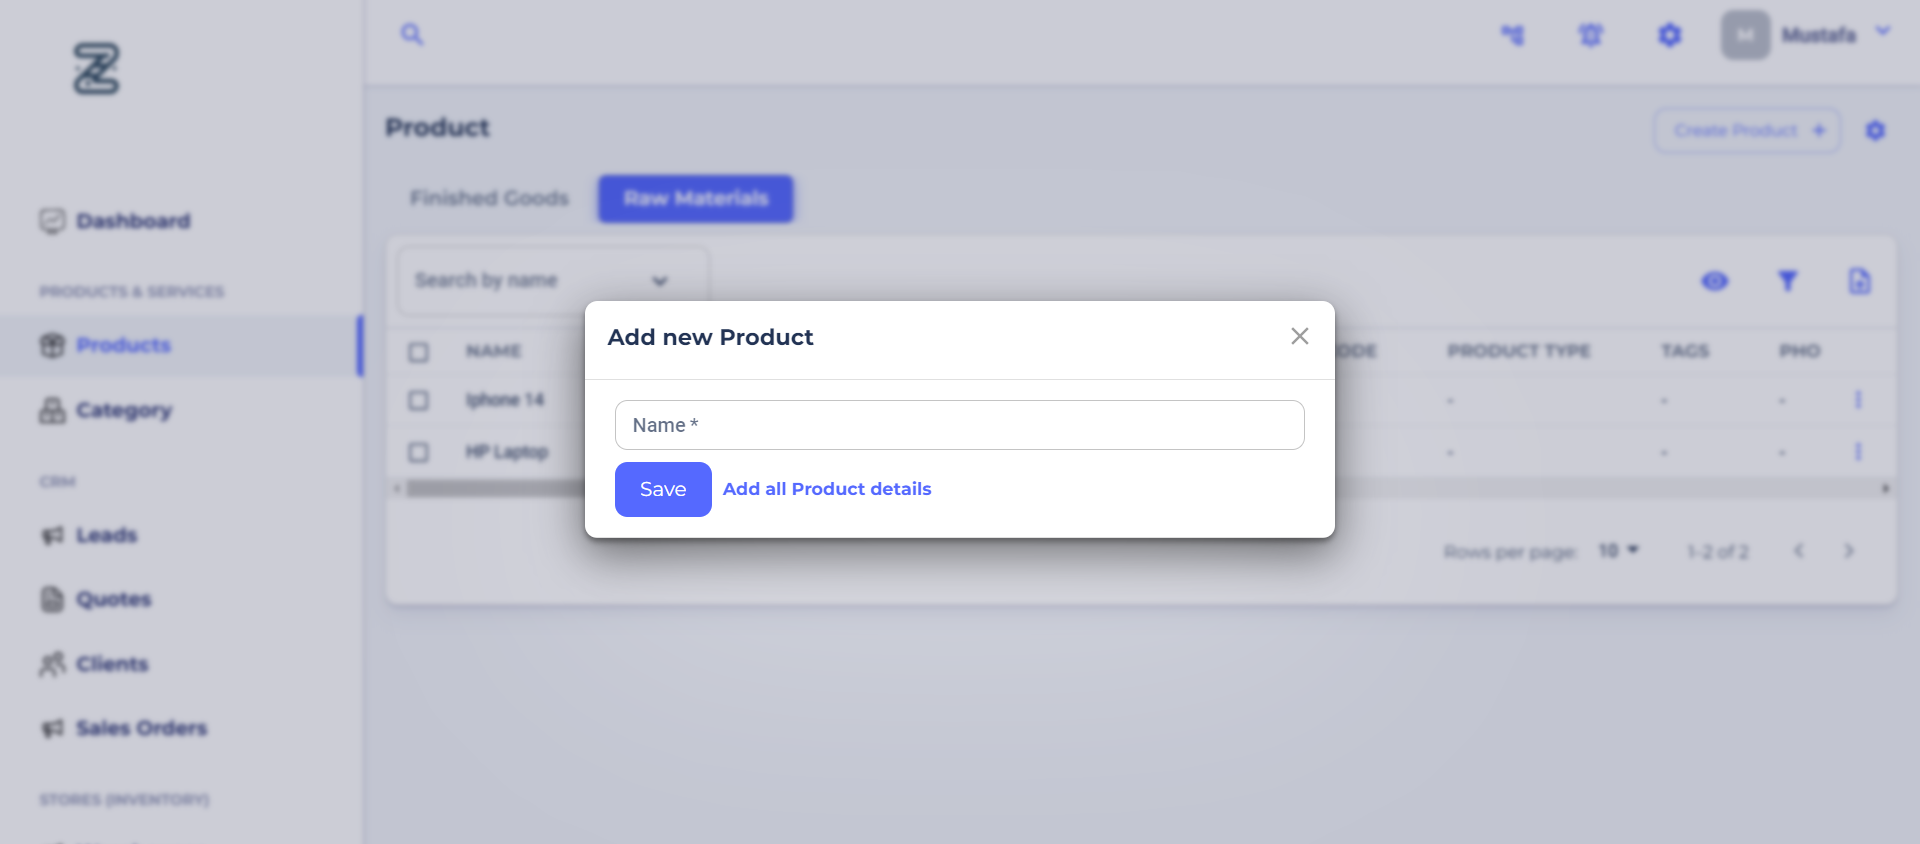 M
Mustafa
Product
Create Product +
Finished Goods
Raw Materials
Dashboard
PRODUCTS & SERVICES
Products
Category
CRM
Leads
Quotes
Clients
Sales Orders
STORES (INVENTORY)
Search by name
NAME
PRODUCT TYPE
TAGS
PHO
Iphone 14
-
-
-
HP Laptop
-
-
-
Add new Product
Name *
Save
Add all Product details
Rows per page:
10
1-2 of 2